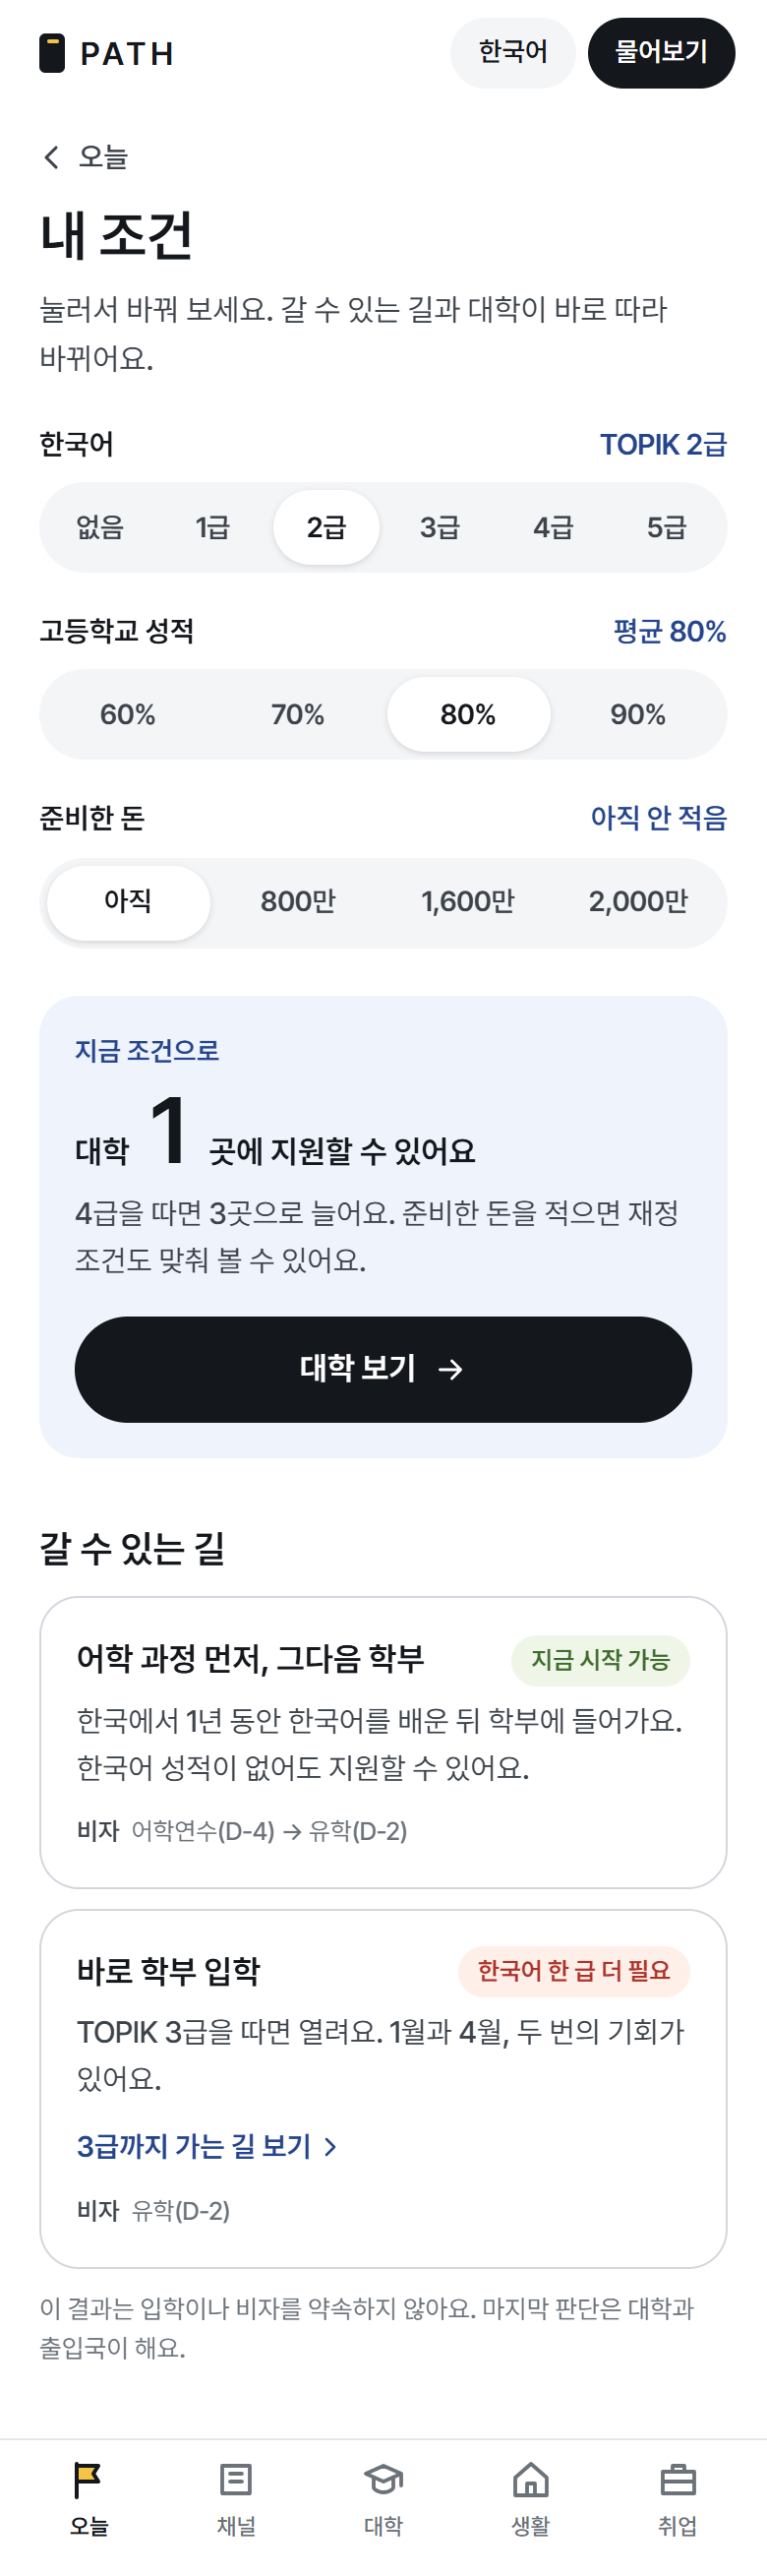 PATH
한국어
물어보기
오늘
내 조건
눌러서 바꿔 보세요. 갈 수 있는 길과 대학이 바로 따라
바뀌어요.
한국어
TOPIK 2급
없음
1급
2급
3급
4급
5급
고등학교 성적
평균 80%
60%
70%
80%
90%
준비한 돈
아직 안 적음
아직
800만
1,600만
2,000만
지금 조건으로
대학 1 곳에 지원할 수 있어요
4급을 따면 3곳으로 늘어요. 준비한 돈을 적으면 재정
조건도 맞춰 볼 수 있어요.
대학 보기 →
갈 수 있는 길
어학 과정 먼저, 그다음 학부
지금 시작 가능
한국에서 1년 동안 한국어를 배운 뒤 학부에 들어가요.
한국어 성적이 없어도 지원할 수 있어요.
비자 어학연수(D-4) → 유학(D-2)
바로 학부 입학
한국어 한 급 더 필요
TOPIK 3급을 따면 열려요. 1월과 4월, 두 번의 기회가
있어요.
3급까지 가는 길 보기
비자 유학(D-2)
이 결과는 입학이나 비자를 약속하지 않아요. 마지막 판단은 대학과
출입국이 해요.
오늘
채널
대학
생활
취업